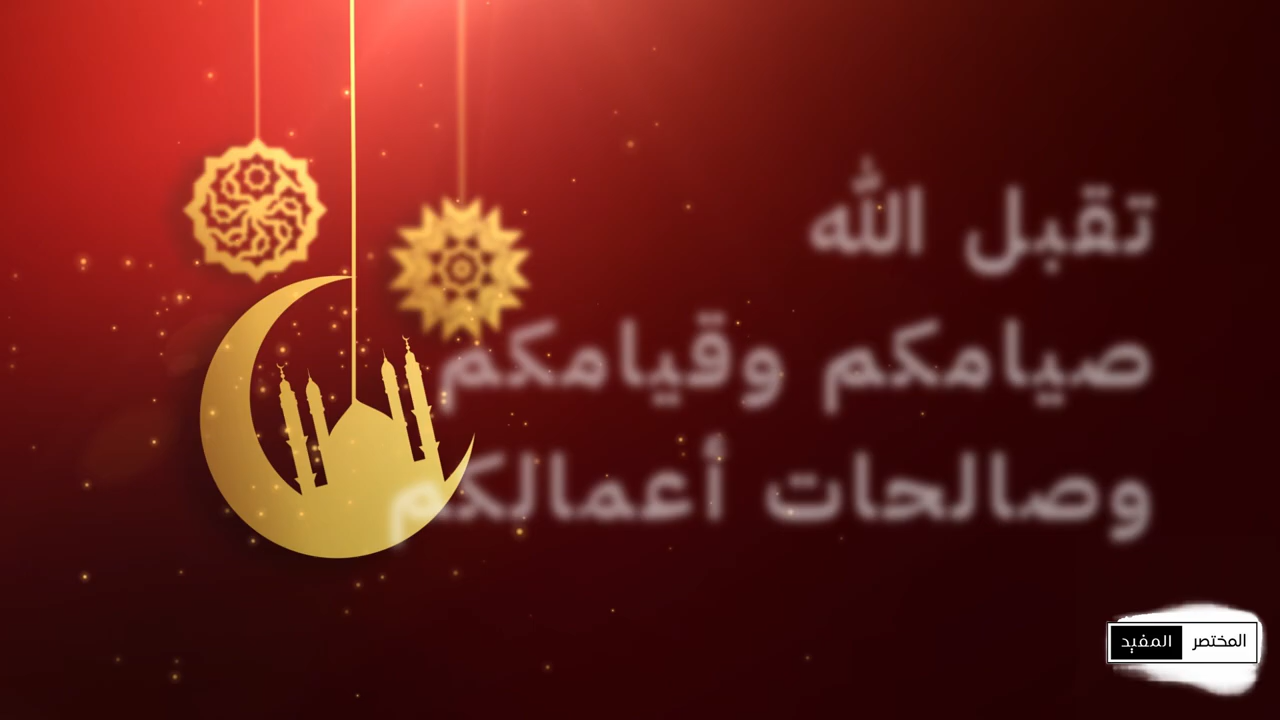 تقبل الله
صيامكم وقيامكم
وصالحات أعمالكم
المختصر المفيد